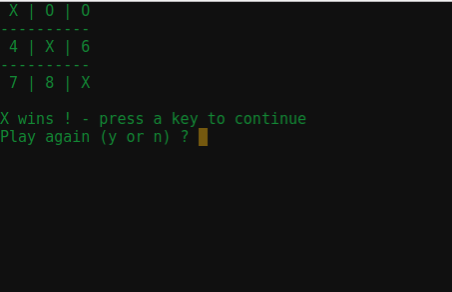 X | O | O
----------
4 | X | 6
----------
7 | 8 | X
X wins ! - press a key to continue
Play again (y or n) ?